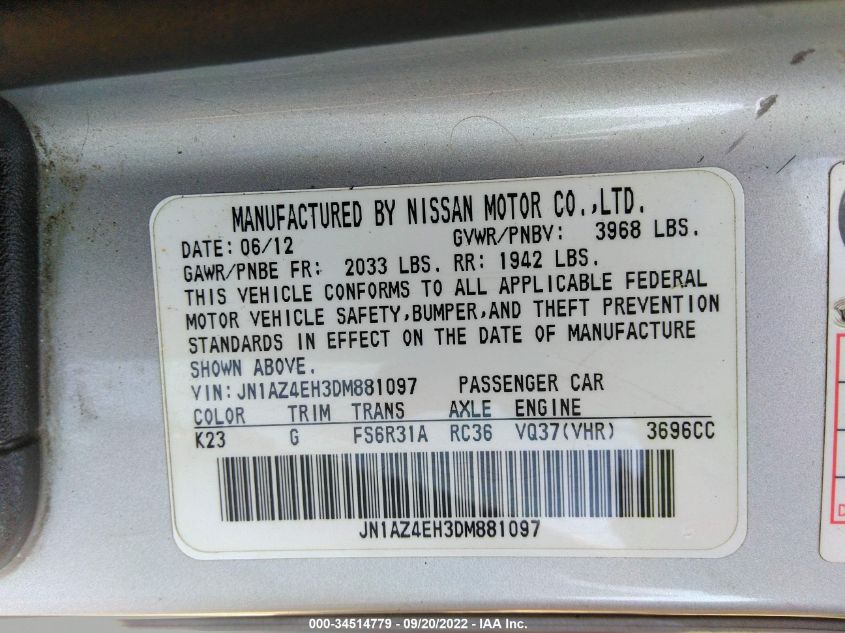 MANUFACTURED BY NISSAN MOTOR CO.,LTD.
DATE: 06/12 GVWR/PNBV: 3968 LBS.
GAWR/PNBE FR: 2033 LBS. RR: 1942 LBS.
THIS VEHICLE CONFORMS TO ALL APPLICABLE FEDERAL
MOTOR VEHICLE SAFETY,BUMPER,AND THEFT PREVENTION
STANDARDS IN EFFECT ON THE DATE OF MANUFACTURE
SHOWN ABOVE.
VIN:JN1AZ4EH3DM881097 PASSENGER CAR
COLOR TRIM TRANS AXLE ENGINE
K23 G FS6R31A RC36 VQ37(VHR) 3696CC
JN1AZ4EH3DM881097
000-34514779 - 09/20/2022 - IAA Inc.